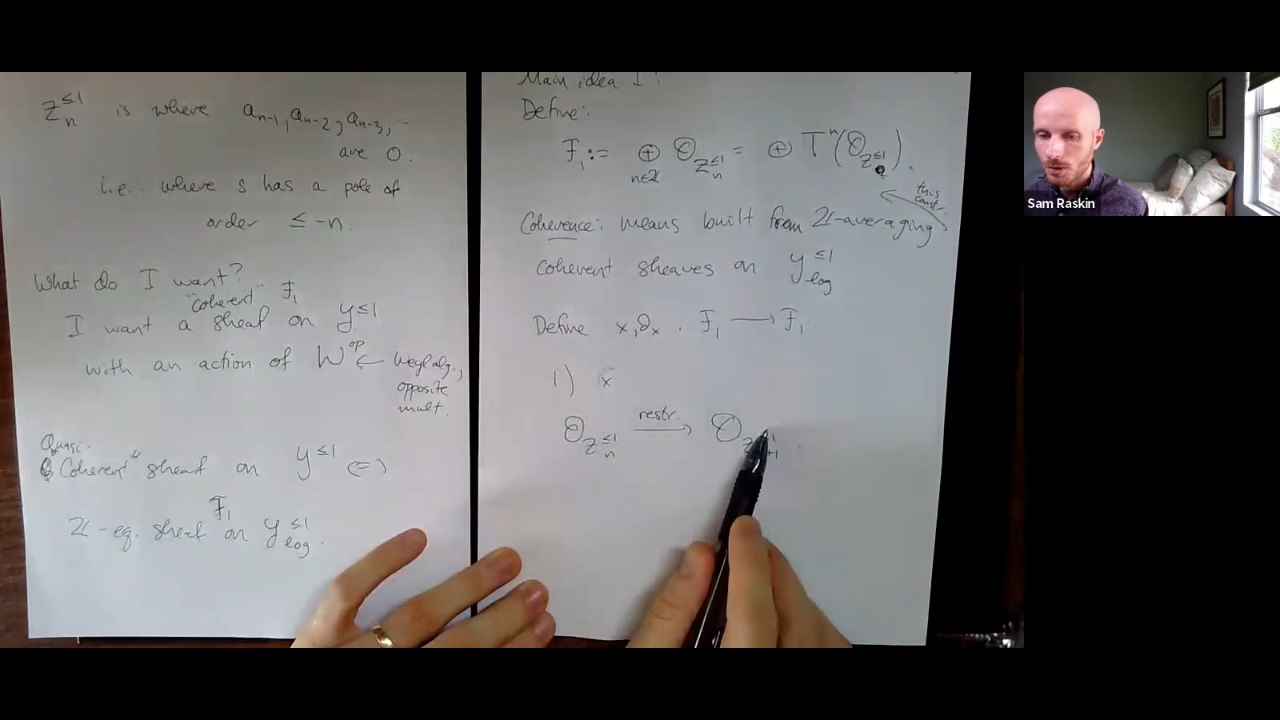 Z_n^{≤1} is where a_{n-1}, a_{n-2}, a_{n-3}, ...
are 0.
i.e. where s has a pole of
order ≤ -n.
What do I want?
"coherent" F_1
I want a sheaf on Y^{≤1}
with an action of W^{op} ← Weyl alg.,
opposite
mult.
Quasi-
Coherent" sheaf on Y^{≤1} ⇔
F_1
Z-eq. sheaf on Y_{log}^{≤1}.
Main idea I:
Define:
F_1 := ⊕_{n∈Z} O_{Z_n^{≤1}} = ⊕ T^n(O_{Z_0^{≤1}}).
this
const.
Coherence: means built from Z-averaging
coherent sheaves on Y_{log}^{≤1}
Define x, ∂_x : F_1 → F_1
1) x
O_{Z_n^{≤1}} →^{restr.} O_Z
Sam Raskin